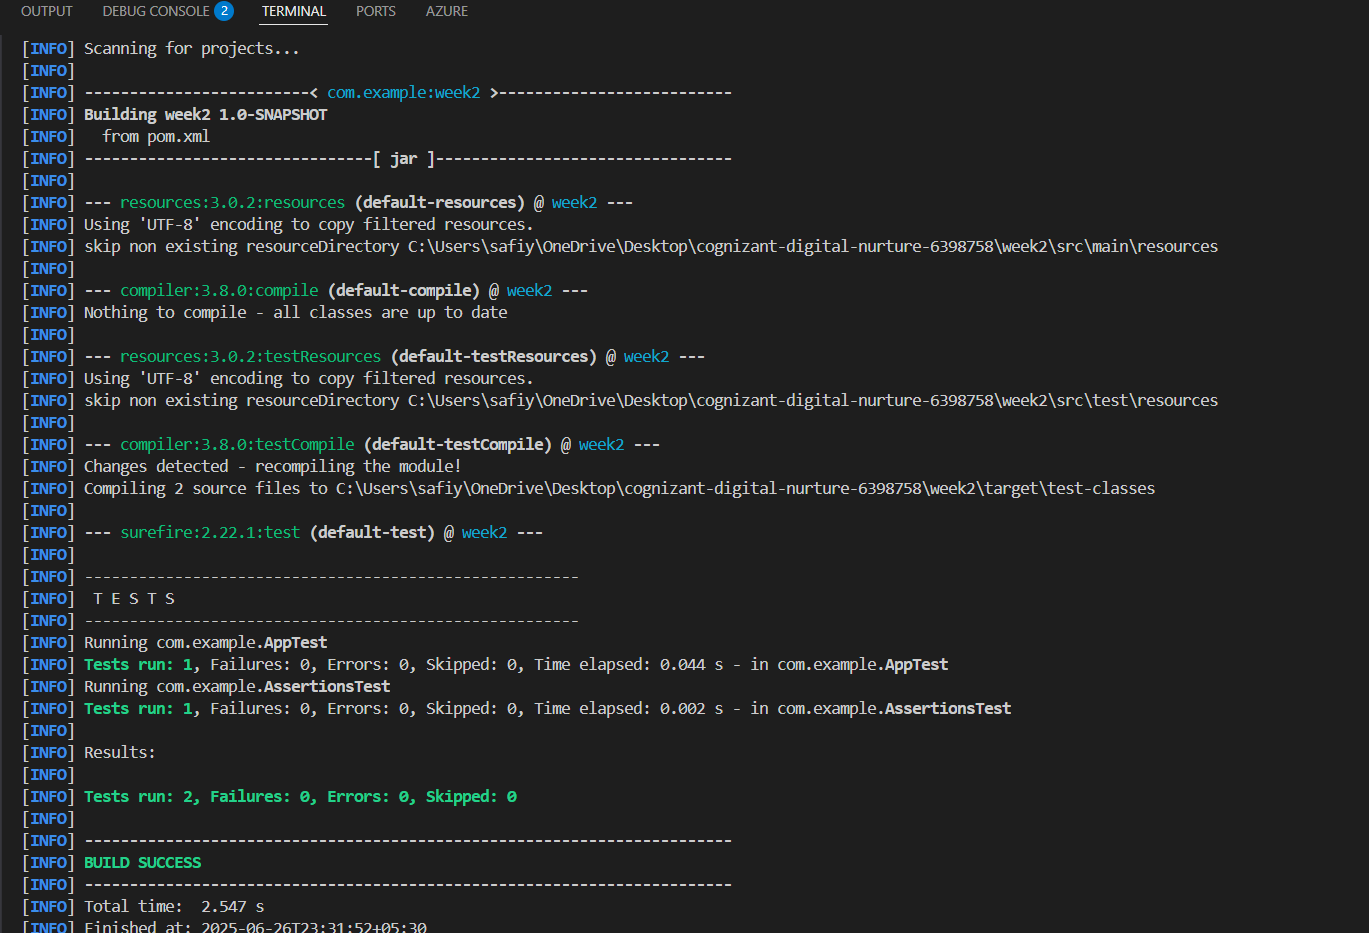 OUTPUT DEBUG CONSOLE 2 TERMINAL PORTS AZURE
[INFO] Scanning for projects...
[INFO]
[INFO] -------------------------< com.example:week2 >--------------------------
[INFO] Building week2 1.0-SNAPSHOT
[INFO]   from pom.xml
[INFO] --------------------------------[ jar ]---------------------------------
[INFO]
[INFO] --- resources:3.0.2:resources (default-resources) @ week2 ---
[INFO] Using 'UTF-8' encoding to copy filtered resources.
[INFO] skip non existing resourceDirectory C:\Users\safiy\OneDrive\Desktop\cognizant-digital-nurture-6398758\week2\src\main\resources
[INFO]
[INFO] --- compiler:3.8.0:compile (default-compile) @ week2 ---
[INFO] Nothing to compile - all classes are up to date
[INFO]
[INFO] --- resources:3.0.2:testResources (default-testResources) @ week2 ---
[INFO] Using 'UTF-8' encoding to copy filtered resources.
[INFO] skip non existing resourceDirectory C:\Users\safiy\OneDrive\Desktop\cognizant-digital-nurture-6398758\week2\src\test\resources
[INFO]
[INFO] --- compiler:3.8.0:testCompile (default-testCompile) @ week2 ---
[INFO] Changes detected - recompiling the module!
[INFO] Compiling 2 source files to C:\Users\safiy\OneDrive\Desktop\cognizant-digital-nurture-6398758\week2\target\test-classes
[INFO]
[INFO] --- surefire:2.22.1:test (default-test) @ week2 ---
[INFO]
[INFO] -------------------------------------------------------
[INFO]  T E S T S
[INFO] -------------------------------------------------------
[INFO] Running com.example.AppTest
[INFO] Tests run: 1, Failures: 0, Errors: 0, Skipped: 0, Time elapsed: 0.044 s - in com.example.AppTest
[INFO] Running com.example.AssertionsTest
[INFO] Tests run: 1, Failures: 0, Errors: 0, Skipped: 0, Time elapsed: 0.002 s - in com.example.AssertionsTest
[INFO]
[INFO] Results:
[INFO]
[INFO] Tests run: 2, Failures: 0, Errors: 0, Skipped: 0
[INFO]
[INFO] ------------------------------------------------------------------------
[INFO] BUILD SUCCESS
[INFO] ------------------------------------------------------------------------
[INFO] Total time:  2.547 s
[INFO] Finished at: 2025-06-26T23:31:52+05:30